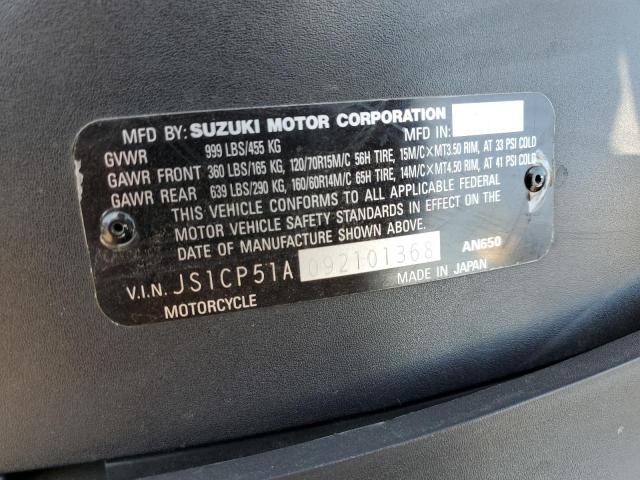 MFD BY: SUZUKI MOTOR CORPORATION MFD IN:
GVWR 999 LBS/455 KG
GAWR FRONT 360 LBS/165 KG, 120/70R15M/C 56H TIRE, 15M/C×MT3.50 RIM, AT 33 PSI COLD
GAWR REAR 639 LBS/290 KG, 160/60R14M/C 65H TIRE, 14M/C×MT4.50 RIM, AT 41 PSI COLD
THIS VEHICLE CONFORMS TO ALL APPLICABLE FEDERAL
MOTOR VEHICLE SAFETY STANDARDS IN EFFECT ON THE
DATE OF MANUFACTURE SHOWN ABOVE.
V.I.N. JS1CP51A092101368 AN650
MOTORCYCLE MADE IN JAPAN